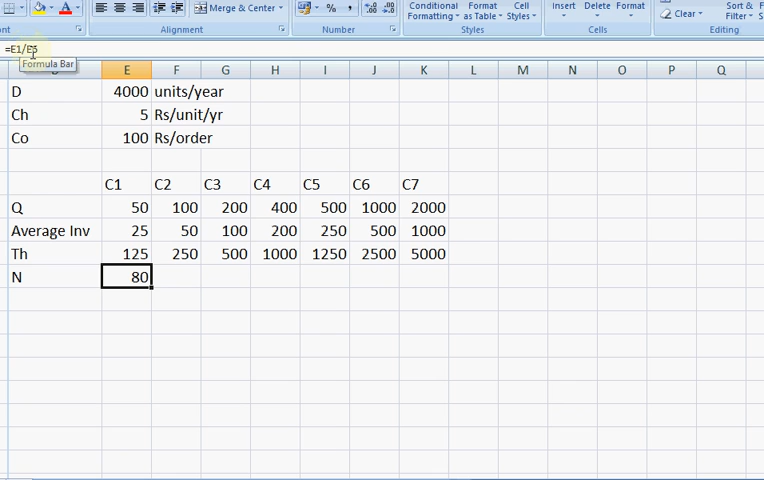 Merge & Center
%
,
Conditional Format Cell
Formatting as Table Styles
Insert Delete Format
Clear
Sort &
Filter
Alignment
Number
Styles
Cells
Editing
=E1/E6
Formula Bar
E F G H I J K L M N O P Q
D 4000 units/year
Ch 5 Rs/unit/yr
Co 100 Rs/order
C1 C2 C3 C4 C5 C6 C7
Q 50 100 200 400 500 1000 2000
Average Inv 25 50 100 200 250 500 1000
Th 125 250 500 1000 1250 2500 5000
N 80